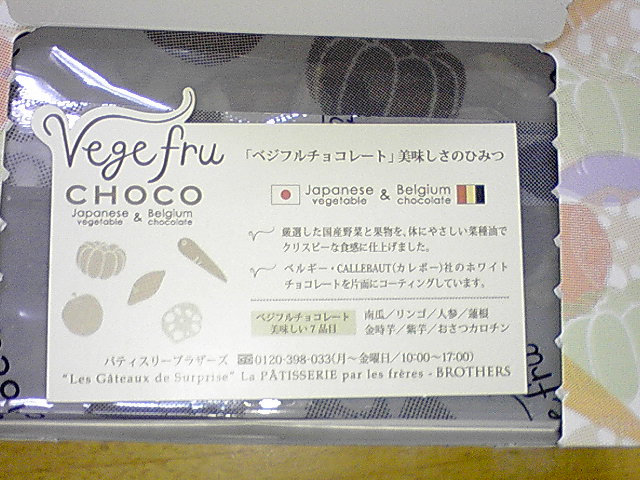 Vegefru
CHOCO
Japanese vegetable & Belgium chocolate
「ベジフルチョコレート」美味しさのひみつ
Japanese vegetable & Belgium chocolate
厳選した国産野菜と果物を、体にやさしい菜種油で
クリスピーな食感に仕上げました。
ベルギー・CALLEBAUT(カレボー)社のホワイト
チョコレートを片面にコーティングしています。
ベジフルチョコレート
美味しい7品目
南瓜/リンゴ/人参/蓮根
金時芋/紫芋/おさつカロチン
パティスリーブラザーズ 0120-398-033(月〜金曜日/10:00〜17:00)
"Les Gâteaux de Surprise" La PÂTISSERIE par les frères - BROTHERS